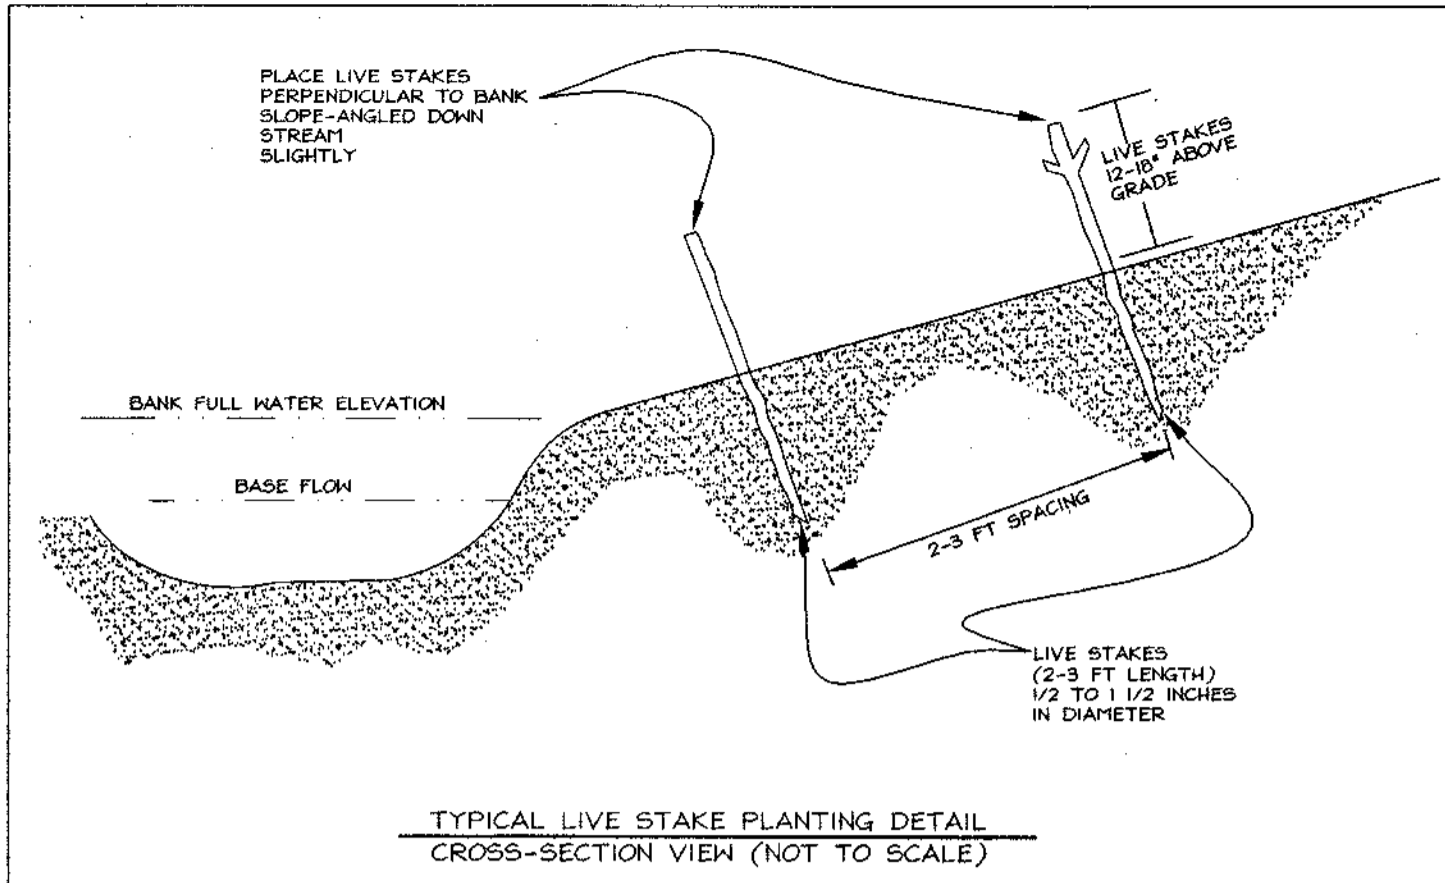 PLACE LIVE STAKES
PERPENDICULAR TO BANK
SLOPE-ANGLED DOWN
STREAM
SLIGHTLY
LIVE STAKES
12-18" ABOVE
GRADE
BANK FULL WATER ELEVATION
BASE FLOW
2-3 FT SPACING
LIVE STAKES
(2-3 FT LENGTH)
1/2 TO 1 1/2 INCHES
IN DIAMETER
TYPICAL LIVE STAKE PLANTING DETAIL
CROSS-SECTION VIEW (NOT TO SCALE)